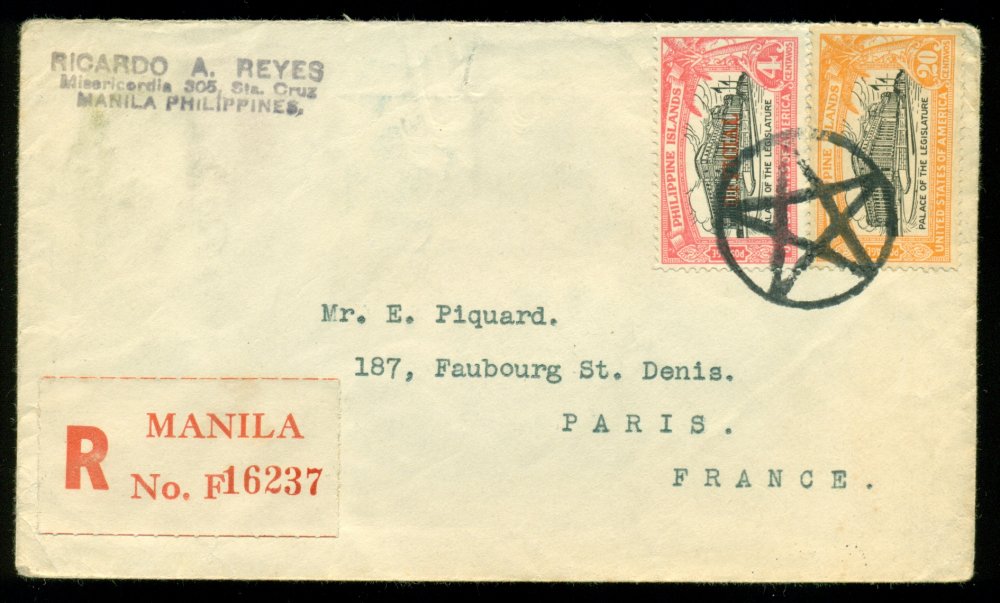 RICARDO A. REYES
Misericordia 305, Sta. Cruz
MANILA PHILIPPINES,
PHILIPPINE ISLANDS
4
CENTAVOS
PALACE OF THE LEGISLATURE
OF AMERICA
POSTAGE
PINE ISLANDS
20
CENTAVOS
PALACE OF THE LEGISLATURE
UNITED STATES OF AMERICA
Mr. E. Piquard.
187, Faubourg St. Denis.
PARIS.
FRANCE.
R
MANILA
No. F16237